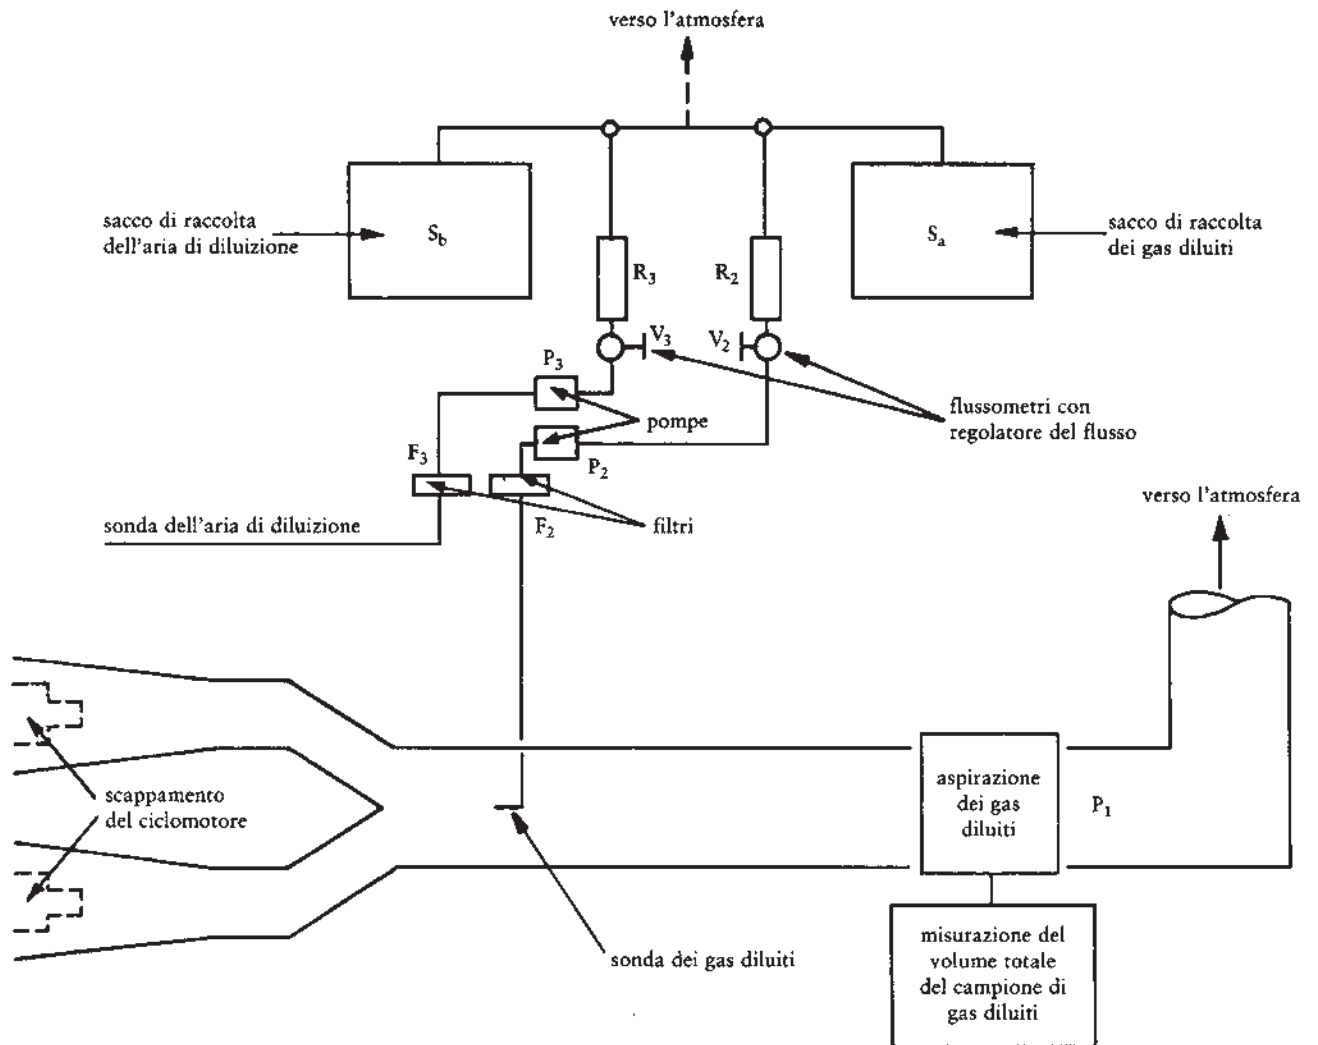 verso l'atmosfera
sacco di raccolta
dell'aria di diluizione
S_b
R_3
R_2
S_a
sacco di raccolta
dei gas diluiti
V_3
V_2
P_3
pompe
flussometri con
regolatore del flusso
F_3
P_2
verso l'atmosfera
sonda dell'aria di diluizione
F_2
filtri
scappamento
del ciclomotore
aspirazione
dei gas
diluiti
P_1
sonda dei gas diluiti
misurazione del
volume totale
del campione di
gas diluiti